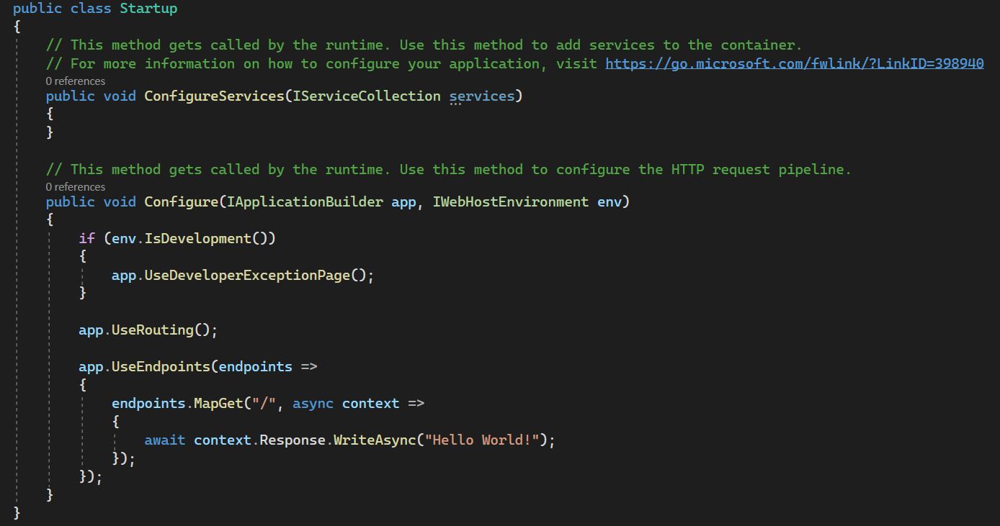 public class Startup
{
// This method gets called by the runtime. Use this method to add services to the container.
// For more information on how to configure your application, visit https://go.microsoft.com/fwlink/?LinkID=398940
0 references
public void ConfigureServices(IServiceCollection services)
{
}
// This method gets called by the runtime. Use this method to configure the HTTP request pipeline.
0 references
public void Configure(IApplicationBuilder app, IWebHostEnvironment env)
{
if (env.IsDevelopment())
{
app.UseDeveloperExceptionPage();
}
app.UseRouting();
app.UseEndpoints(endpoints =>
{
endpoints.MapGet("/", async context =>
{
await context.Response.WriteAsync("Hello World!");
});
});
}
}